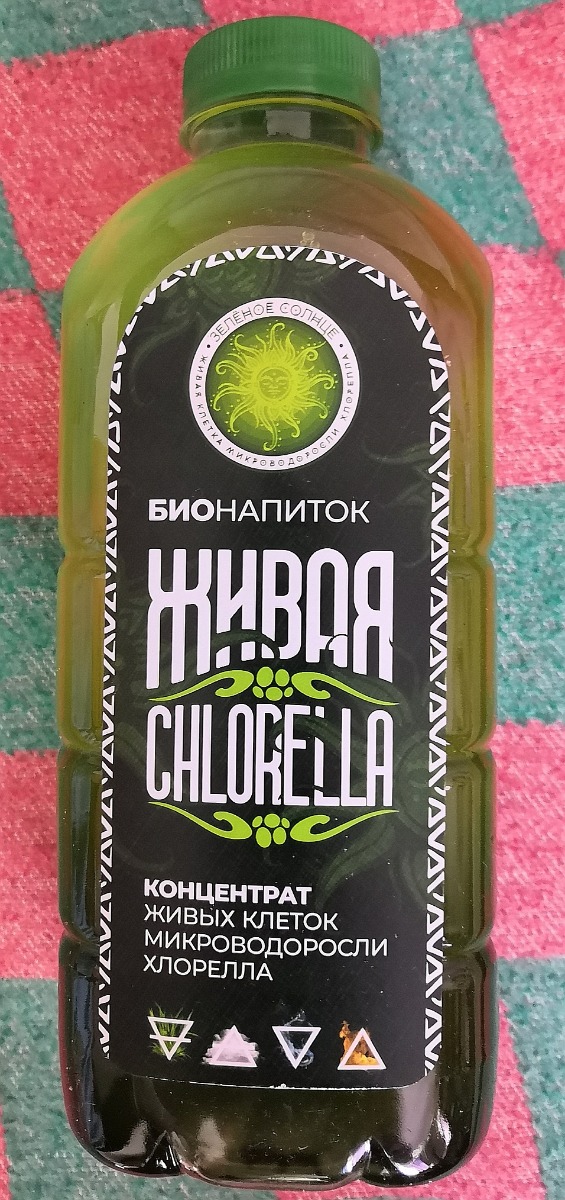 ЗЕЛЁНОЕ СОЛНЦЕ
ЖИВАЯ КЛЕТКА МИКРОВОДОРОСЛИ ХЛОРЕЛЛА
БИОНАПИТОК
ЖИВАЯ
CHLORELLA
КОНЦЕНТРАТ
ЖИВЫХ КЛЕТОК
МИКРОВОДОРОСЛИ
ХЛОРЕЛЛА